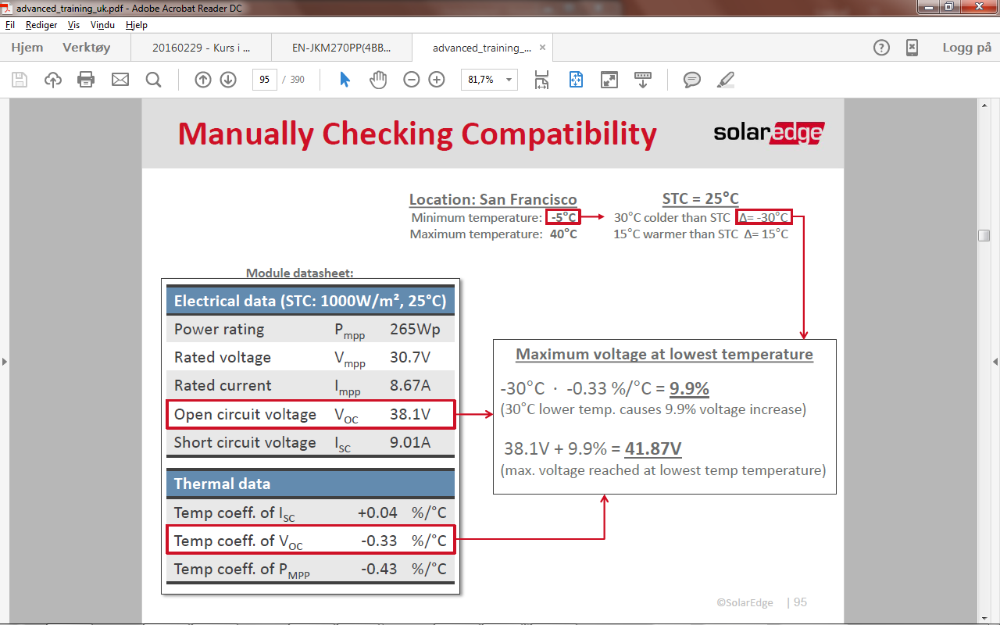 advanced_training_uk.pdf - Adobe Acrobat Reader DC
Fil Rediger Vis Vindu Hjelp
Hjem Verktøy 20160229 - Kurs i ... EN-JKM270PP(4BB... advanced_training_... × ? Logg på
95 / 390 81,7%
Manually Checking Compatibility
solaredge
Location: San Francisco
Minimum temperature: -5°C
Maximum temperature: 40°C
STC = 25°C
30°C colder than STC Δ= -30°C
15°C warmer than STC Δ= 15°C
Module datasheet:
Electrical data (STC: 1000W/m², 25°C)
Power rating Pmpp 265Wp
Rated voltage Vmpp 30.7V
Rated current Impp 8.67A
Open circuit voltage VOC 38.1V
Short circuit voltage ISC 9.01A
Thermal data
Temp coeff. of ISC +0.04 %/°C
Temp coeff. of VOC -0.33 %/°C
Temp coeff. of PMPP -0.43 %/°C
Maximum voltage at lowest temperature
-30°C · -0.33 %/°C = 9.9%
(30°C lower temp. causes 9.9% voltage increase)
38.1V + 9.9% = 41.87V
(max. voltage reached at lowest temp temperature)
©SolarEdge | 95